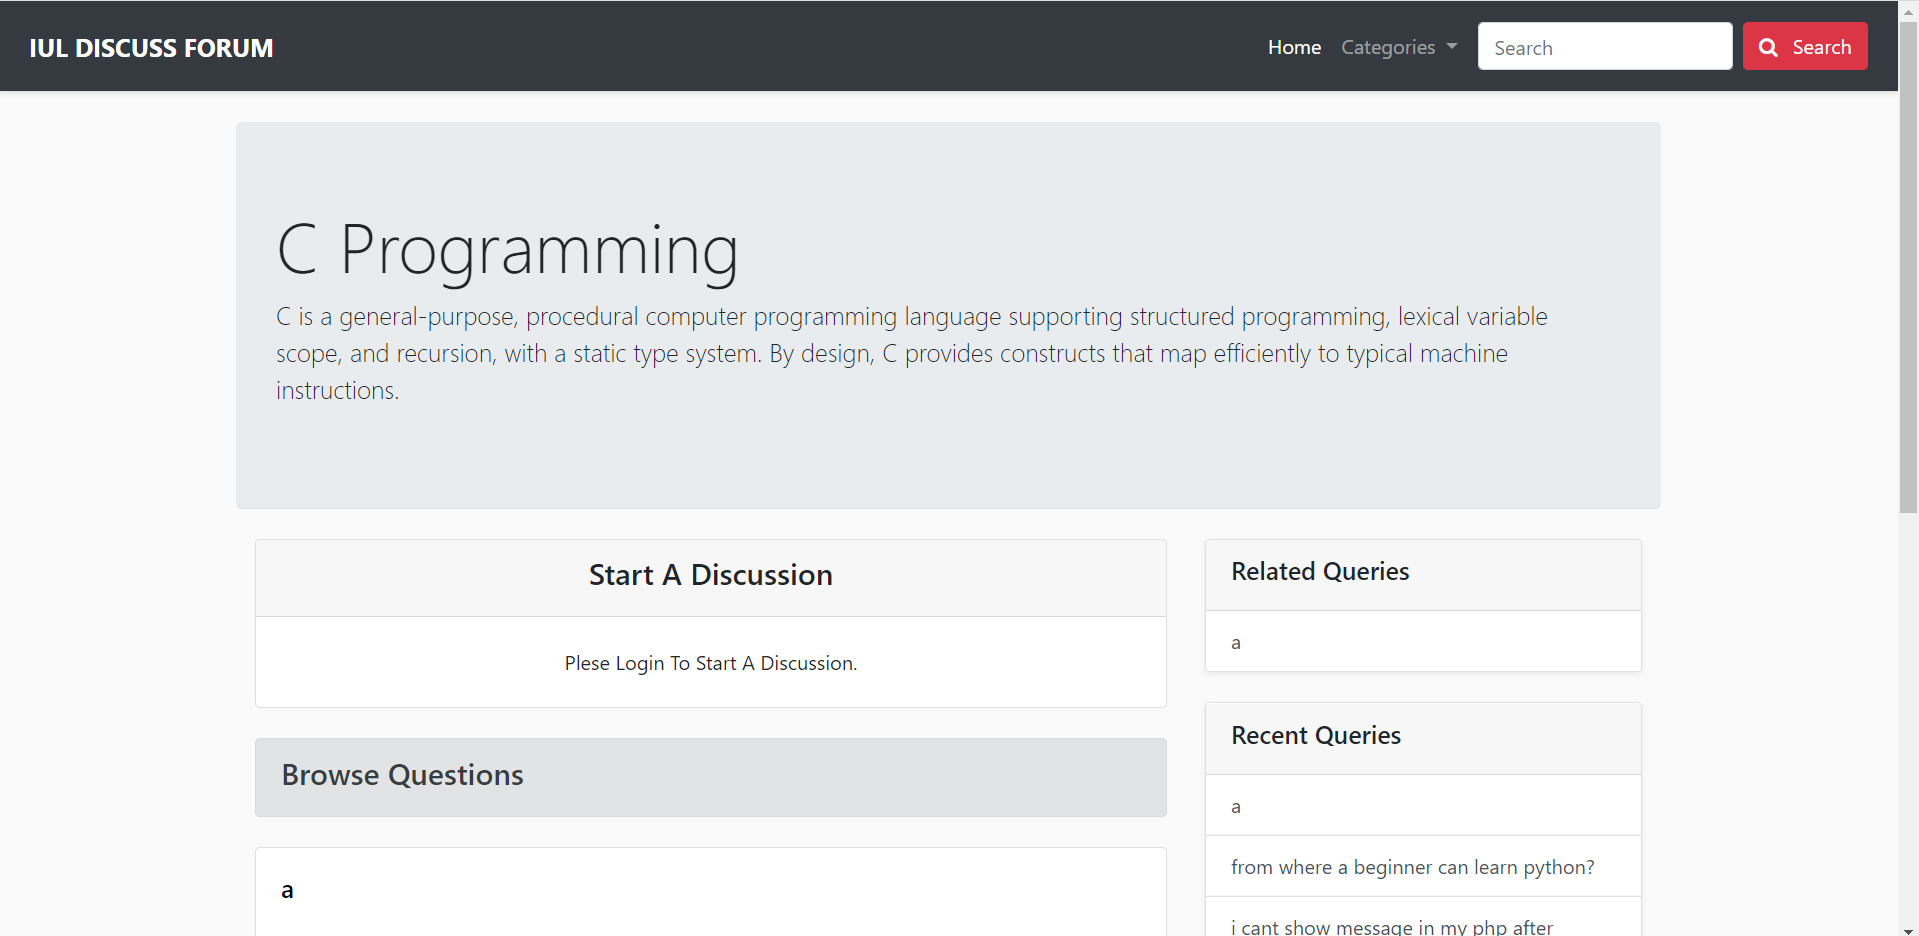 IUL DISCUSS FORUM
Home
Categories
Search
Search
C Programming
C is a general-purpose, procedural computer programming language supporting structured programming, lexical variable
scope, and recursion, with a static type system. By design, C provides constructs that map efficiently to typical machine
instructions.
Start A Discussion
Plese Login To Start A Discussion.
Browse Questions
a
Related Queries
a
Recent Queries
a
from where a beginner can learn python?
i cant show message in my php after